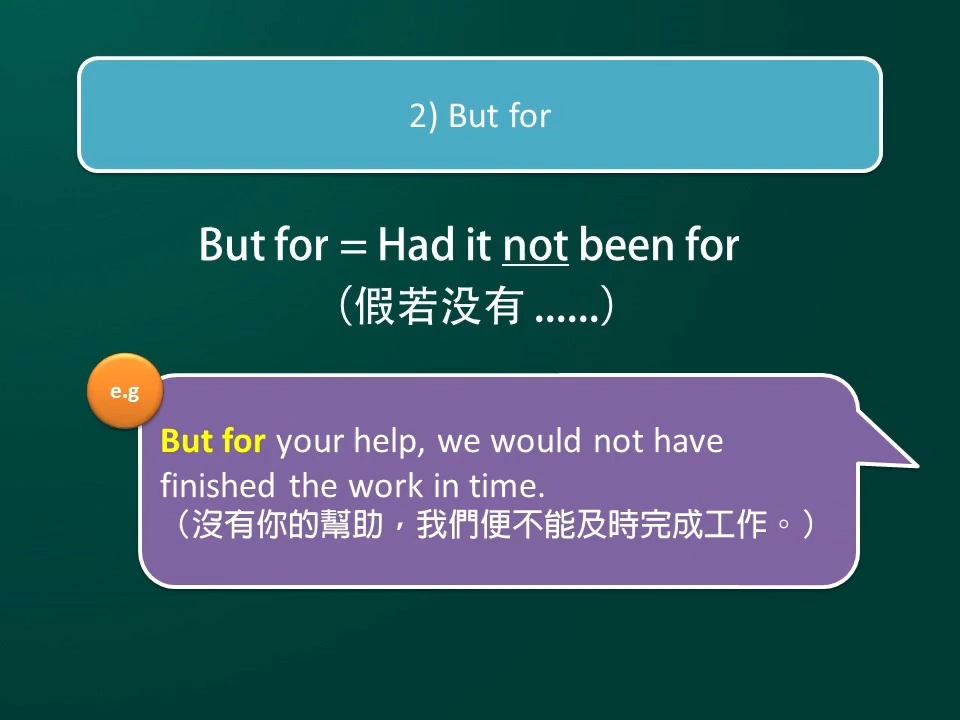 2) But for
But for = Had it not been for
（假若没有 ......）
e.g
But for your help, we would not have
finished the work in time.
（沒有你的幫助，我們便不能及時完成工作。）